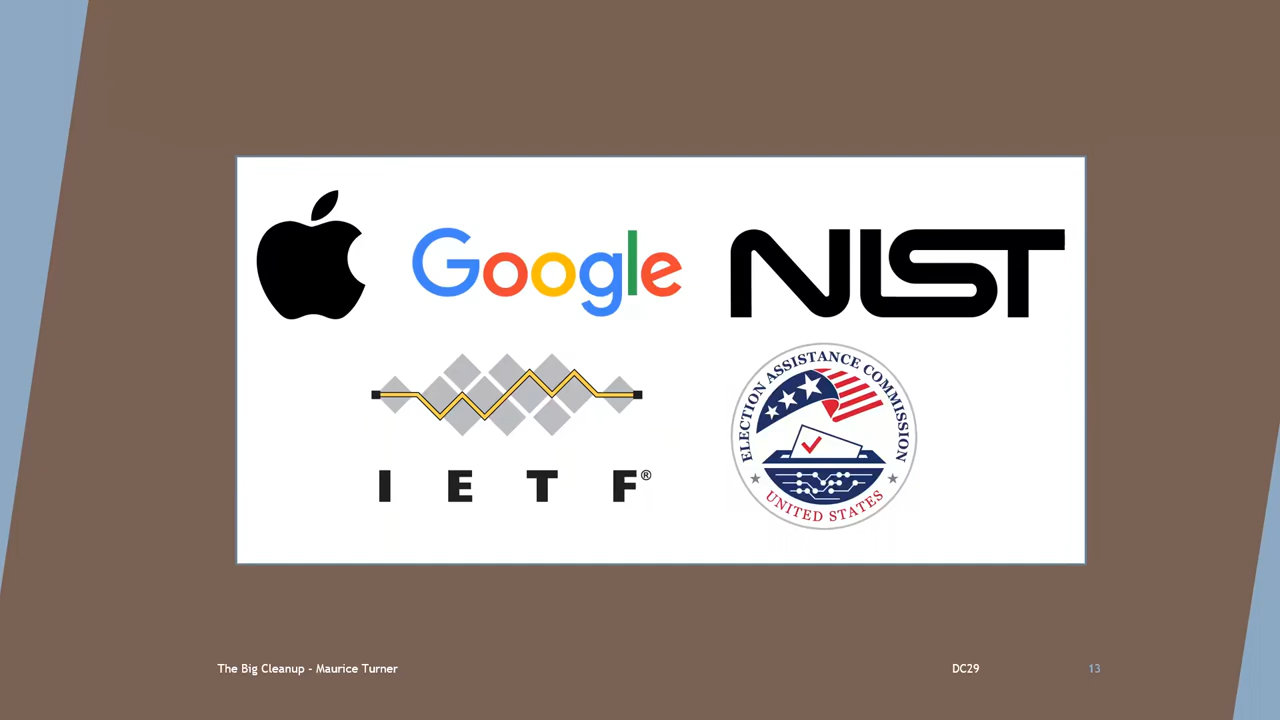 Google
NIST
IETF®
ELECTION ASSISTANCE COMMISSION
UNITED STATES
The Big Cleanup - Maurice Turner
DC29
13